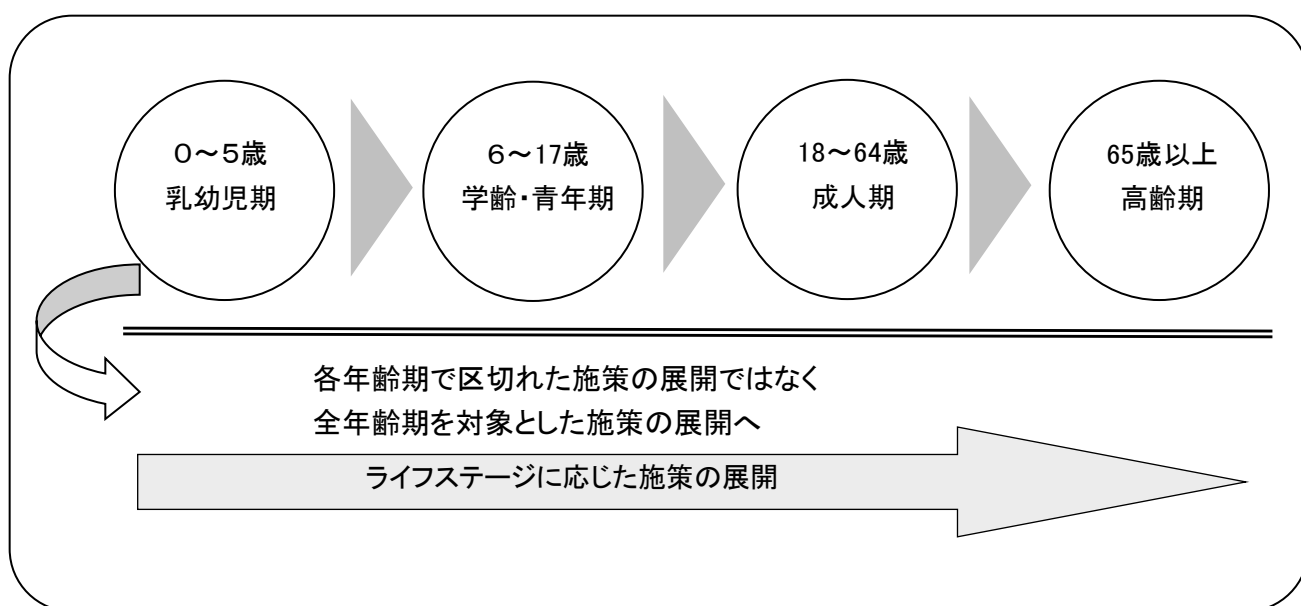 ０～５歳
乳幼児期
６～17歳
学齢・青年期
18～64歳
成人期
65歳以上
高齢期
各年齢期で区切れた施策の展開ではなく
全年齢期を対象とした施策の展開へ
ライフステージに応じた施策の展開